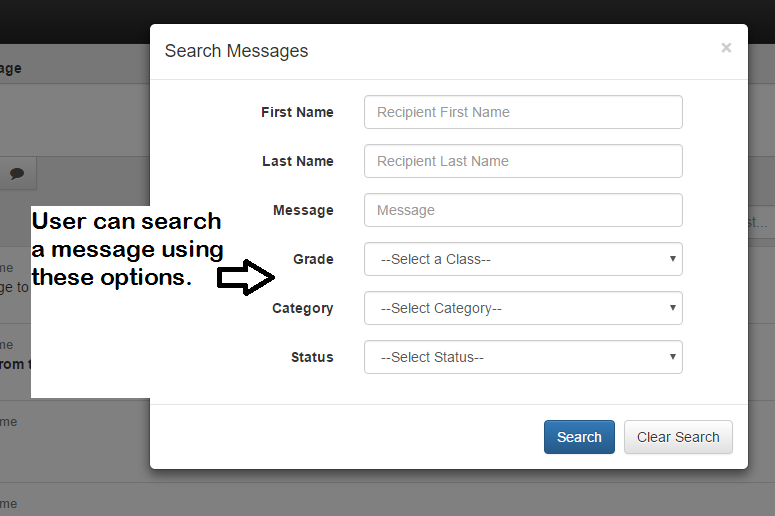 age
Search Messages
×
First Name
Recipient First Name
Last Name
Recipient Last Name
Message
Message
Grade
--Select a Class--
Category
--Select Category--
Status
--Select Status--
Search
Clear Search
User can search
a message using
these options.
st...
me
ge to
me
from t
me
me